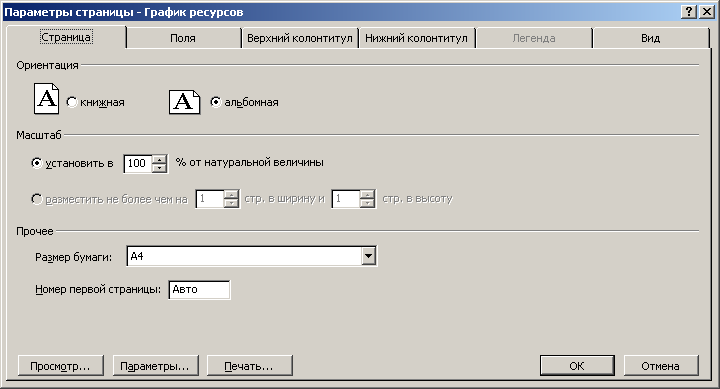 Параметры страницы - График ресурсов
Страница Поля Верхний колонтитул Нижний колонтитул Легенда Вид
Ориентация
A книжная A альбомная
Масштаб
установить в 100 % от натуральной величины
разместить не более чем на 1 стр. в ширину и 1 стр. в высоту
Прочее
Размер бумаги: A4
Номер первой страницы: Авто
Просмотр... Параметры... Печать... ОК Отмена